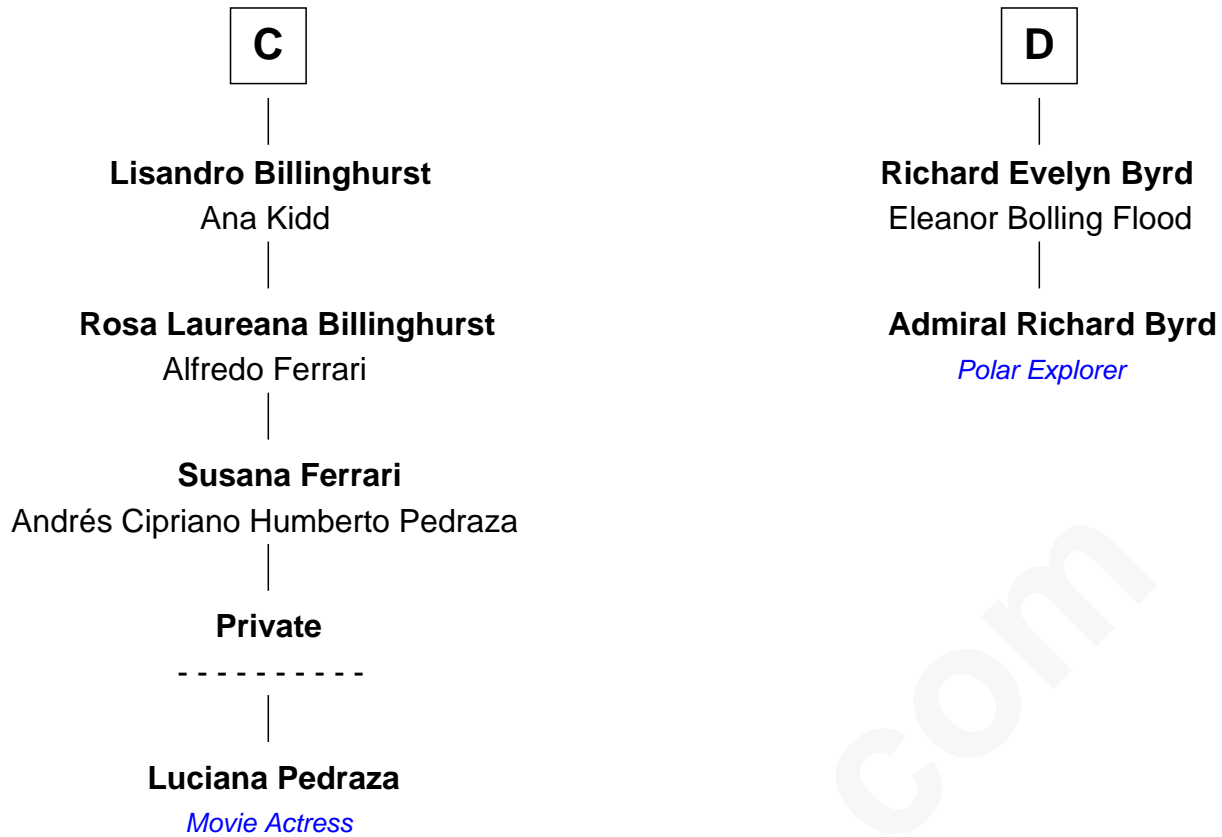 C
Lisandro Billinghurst
Ana Kidd
Rosa Laureana Billinghurst
Alfredo Ferrari
Susana Ferrari
Andrés Cipriano Humberto Pedraza
Private
- - - - - - - - - -
Luciana Pedraza
Movie Actress
D
Richard Evelyn Byrd
Eleanor Bolling Flood
Admiral Richard Byrd
Polar Explorer
com